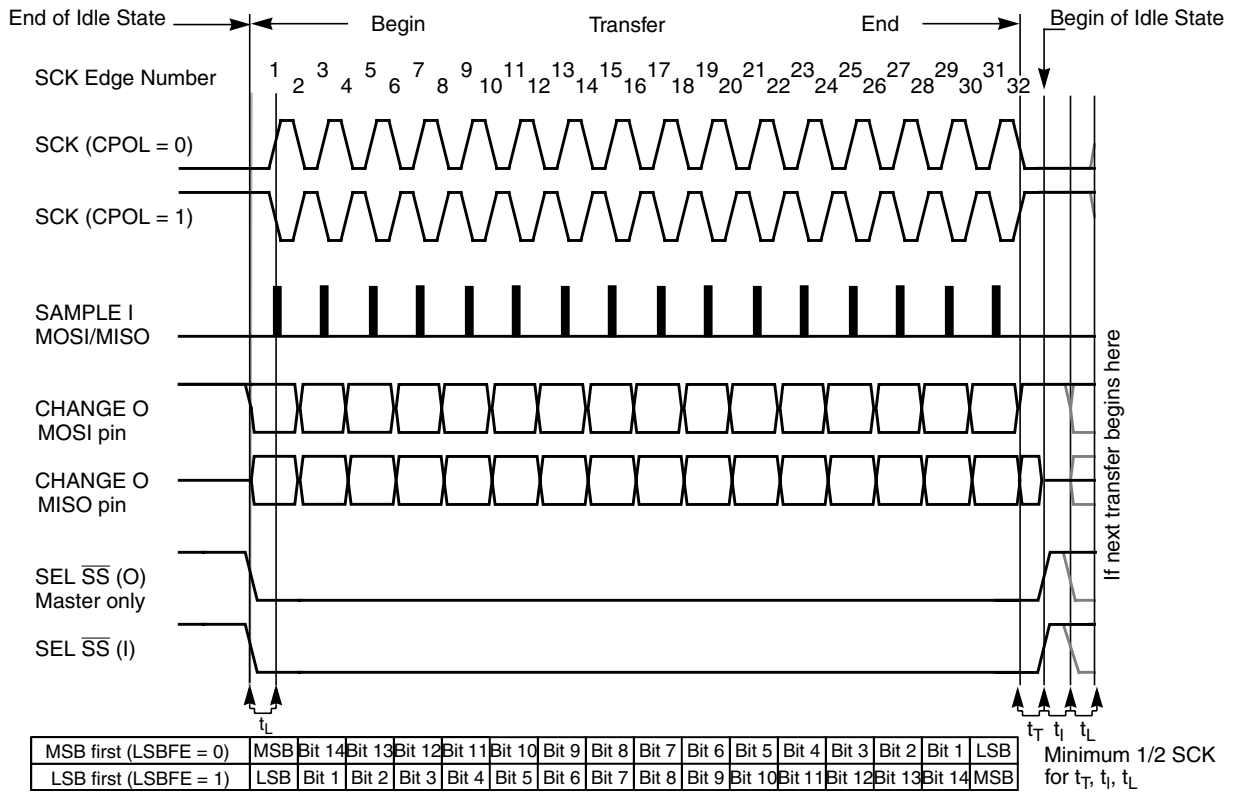 End of Idle State
Begin
Transfer
End
Begin of Idle State
SCK Edge Number
1 2 3 4 5 6 7 8 9 10 11 12 13 14 15 16 17 18 19 20 21 22 23 24 25 26 27 28 29 30 31 32
SCK (CPOL = 0)
SCK (CPOL = 1)
SAMPLE I
MOSI/MISO
CHANGE O
MOSI pin
CHANGE O
MISO pin
SEL SS (O)
Master only
SEL SS (I)
If next transfer begins here
tL
tT tI tL
MSB first (LSBFE = 0) MSB Bit 14 Bit 13 Bit 12 Bit 11 Bit 10 Bit 9 Bit 8 Bit 7 Bit 6 Bit 5 Bit 4 Bit 3 Bit 2 Bit 1 LSB
LSB first (LSBFE = 1) LSB Bit 1 Bit 2 Bit 3 Bit 4 Bit 5 Bit 6 Bit 7 Bit 8 Bit 9 Bit 10 Bit 11 Bit 12 Bit 13 Bit 14 MSB
Minimum 1/2 SCK
for tT, tI, tL